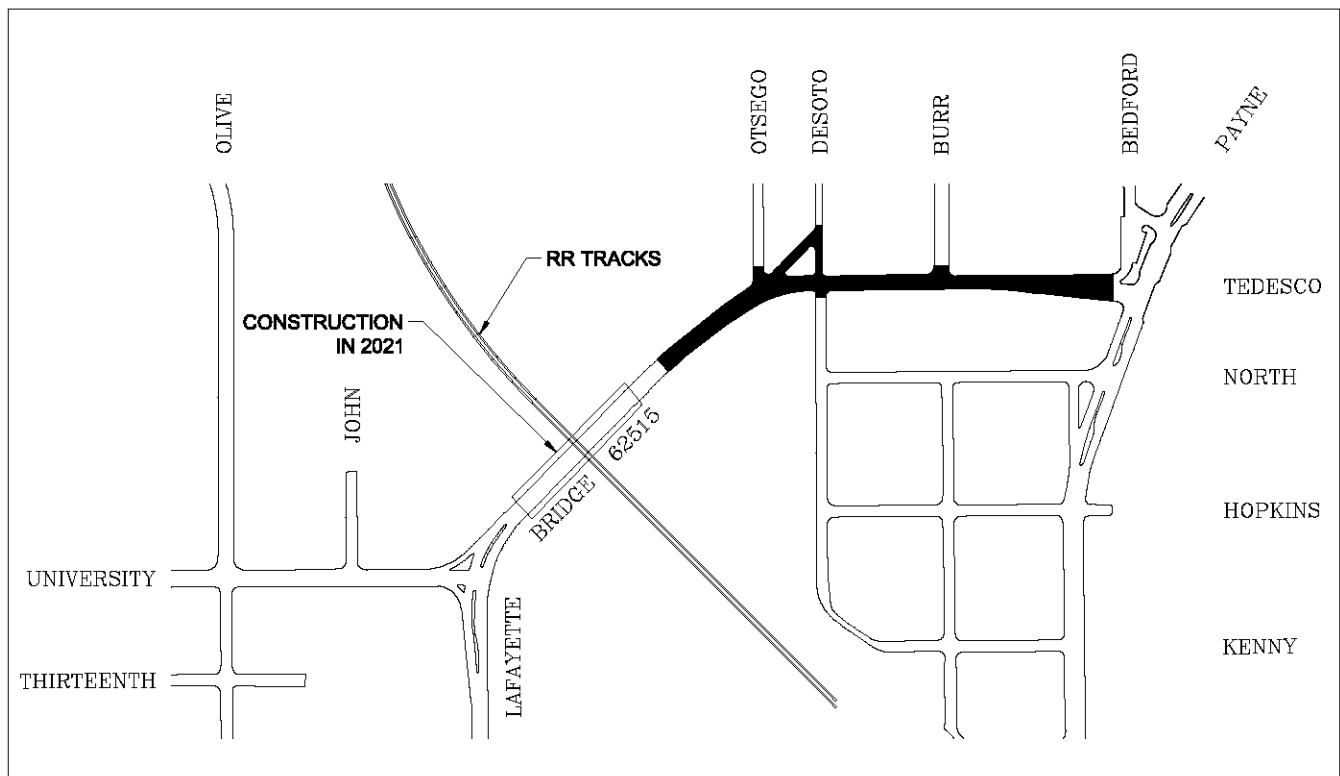 OLIVE
OTSEGO
DESOTO
BURR
BEDFORD
PAYNE
RR TRACKS
TEDESCO
CONSTRUCTION
IN 2021
NORTH
JOHN
BRIDGE 62515
HOPKINS
UNIVERSITY
LAFAYETTE
KENNY
THIRTEENTH